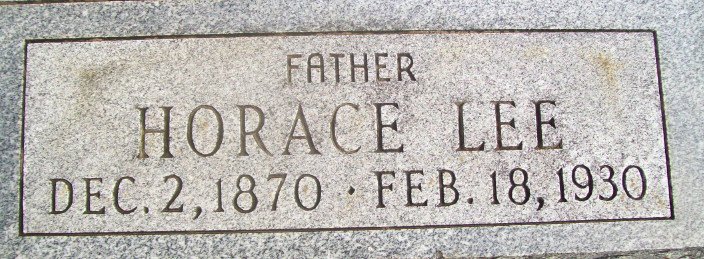 FATHER
HORACE LEE
DEC. 2, 1870 · FEB. 18, 1930